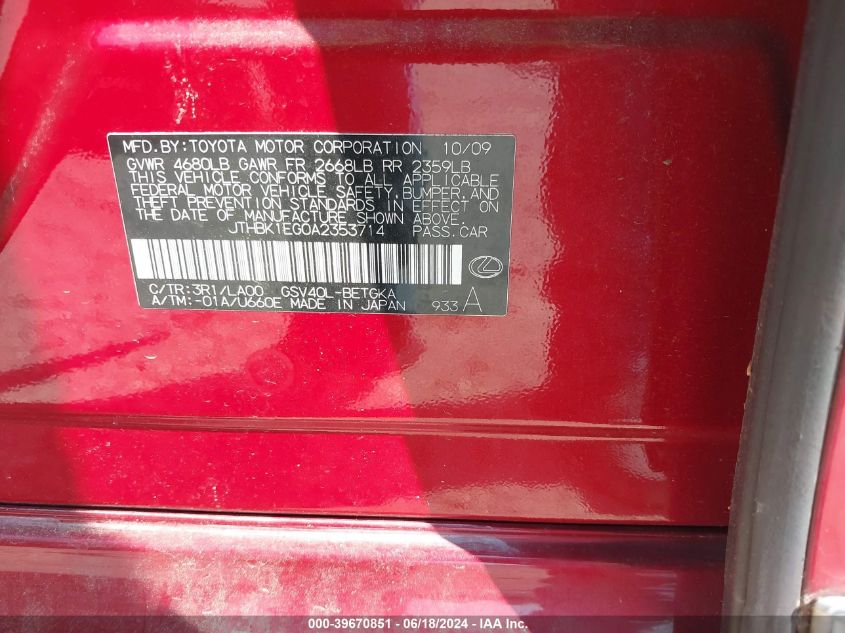 MFD.BY:TOYOTA MOTOR CORPORATION 10/09
GVWR 4680LB GAWR FR 2668LB RR 2359LB
THIS VEHICLE CONFORMS TO ALL APPLICABLE
FEDERAL MOTOR VEHICLE SAFETY,BUMPER,AND
THEFT PREVENTION STANDARDS IN EFFECT ON
THE DATE OF MANUFACTURE SHOWN ABOVE.
JTHBK1EG0A2353714 PASS.CAR
C/TR:3R1/LA00 GSV40L-BETGKA
A/TM:-01A/U660E MADE IN JAPAN 933 A
000-39670851 - 06/18/2024 - IAA Inc.